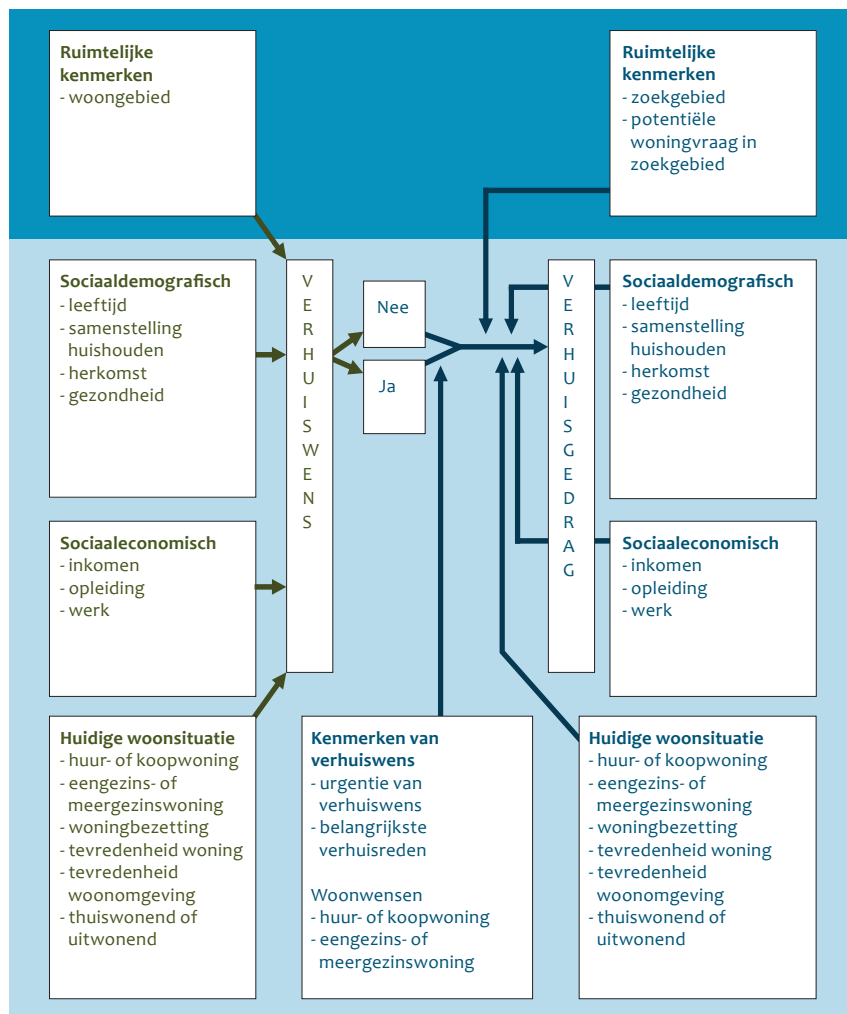 Ruimtelijke
kenmerken
- woongebied
Ruimtelijke
kenmerken
- zoekgebied
- potentiële
woningvraag in
zoekgebied
Sociaaldemografisch
- leeftijd
- samenstelling
huishouden
- herkomst
- gezondheid
VERHUISWENS
Nee
Ja
VERHUISGEDRAG
Sociaaldemografisch
- leeftijd
- samenstelling
huishouden
- herkomst
- gezondheid
Sociaaleconomisch
- inkomen
- opleiding
- werk
Sociaaleconomisch
- inkomen
- opleiding
- werk
Huidige woonsituatie
- huur- of koopwoning
- eengezins- of
meergezinswoning
- woningbezetting
- tevredenheid woning
- tevredenheid
woonomgeving
- thuiswonend of
uitwonend
Kenmerken van
verhuiswens
- urgentie van
verhuiswens
- belangrijkste
verhuisreden
Woonwensen
- huur- of koopwoning
- eengezins- of
meergezinswoning
Huidige woonsituatie
- huur- of koopwoning
- eengezins- of
meergezinswoning
- woningbezetting
- tevredenheid woning
- tevredenheid
woonomgeving
- thuiswonend of
uitwonend